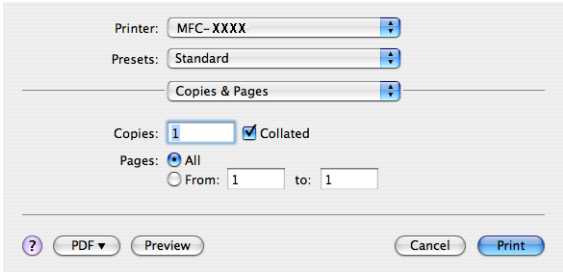 Printer: MFC-XXXX
Presets: Standard
Copies & Pages
Copies: 1 Collated
Pages: All
From: 1 to: 1
? PDF▼ Preview Cancel Print